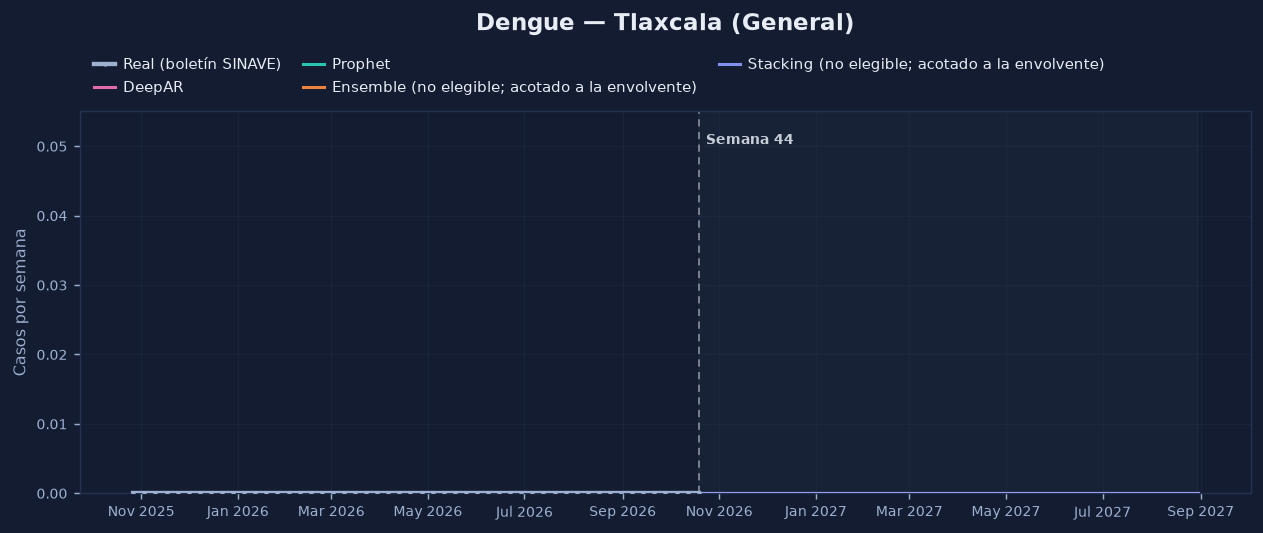 Dengue — Tlaxcala (General)
Real (boletín SINAVE)
DeepAR
Prophet
Ensemble (no elegible; acotado a la envolvente)
Stacking (no elegible; acotado a la envolvente)
Semana 44
Casos por semana
0.05
0.04
0.03
0.02
0.01
0.00
Nov 2025
Jan 2026
Mar 2026
May 2026
Jul 2026
Sep 2026
Nov 2026
Jan 2027
Mar 2027
May 2027
Jul 2027
Sep 2027